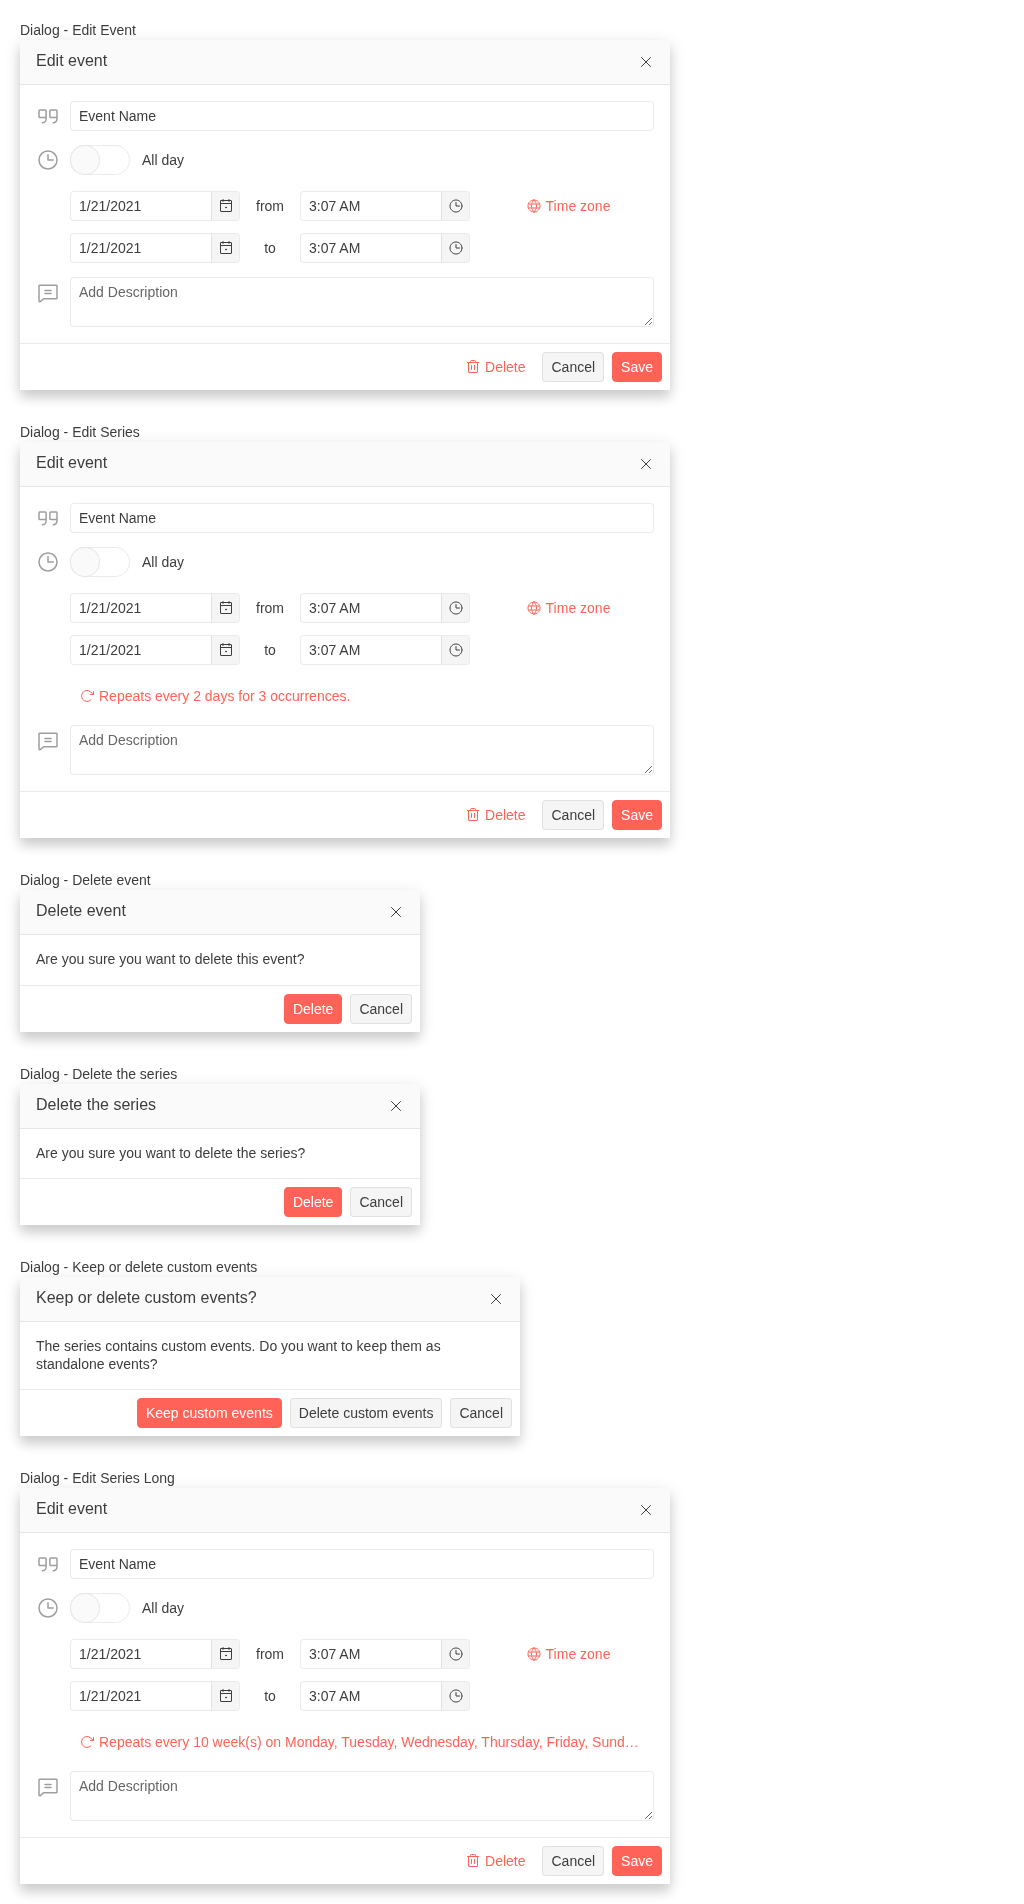 Dialog - Edit Event
Edit event
Event Name
All day
1/21/2021 from 3:07 AM Time zone
1/21/2021 to 3:07 AM
Add Description
Delete Cancel Save
Dialog - Edit Series
Edit event
Event Name
All day
1/21/2021 from 3:07 AM Time zone
1/21/2021 to 3:07 AM
Repeats every 2 days for 3 occurrences.
Add Description
Delete Cancel Save
Dialog - Delete event
Delete event
Are you sure you want to delete this event?
Delete Cancel
Dialog - Delete the series
Delete the series
Are you sure you want to delete the series?
Delete Cancel
Dialog - Keep or delete custom events
Keep or delete custom events?
The series contains custom events. Do you want to keep them as
standalone events?
Keep custom events Delete custom events Cancel
Dialog - Edit Series Long
Edit event
Event Name
All day
1/21/2021 from 3:07 AM Time zone
1/21/2021 to 3:07 AM
Repeats every 10 week(s) on Monday, Tuesday, Wednesday, Thursday, Friday, Sund…
Add Description
Delete Cancel Save